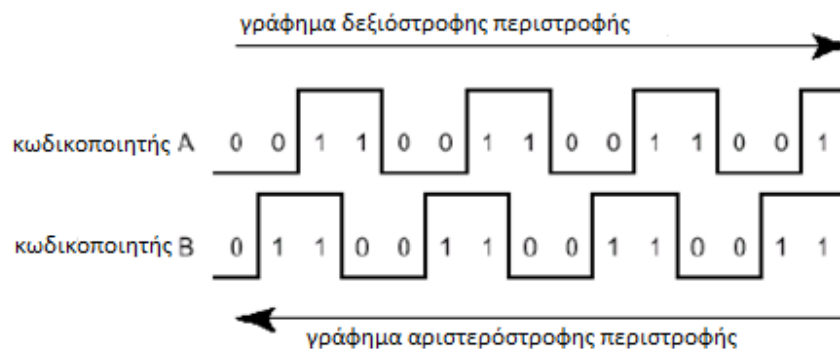 γράφημα δεξιόστροφης περιστροφής
κωδικοποιητής A 0 0 1 1 0 0 1 1 0 0 1 1 0 0 1
κωδικοποιητής B 0 1 1 0 0 1 1 0 0 1 1 0 0 1 1
γράφημα αριστερόστροφης περιστροφής